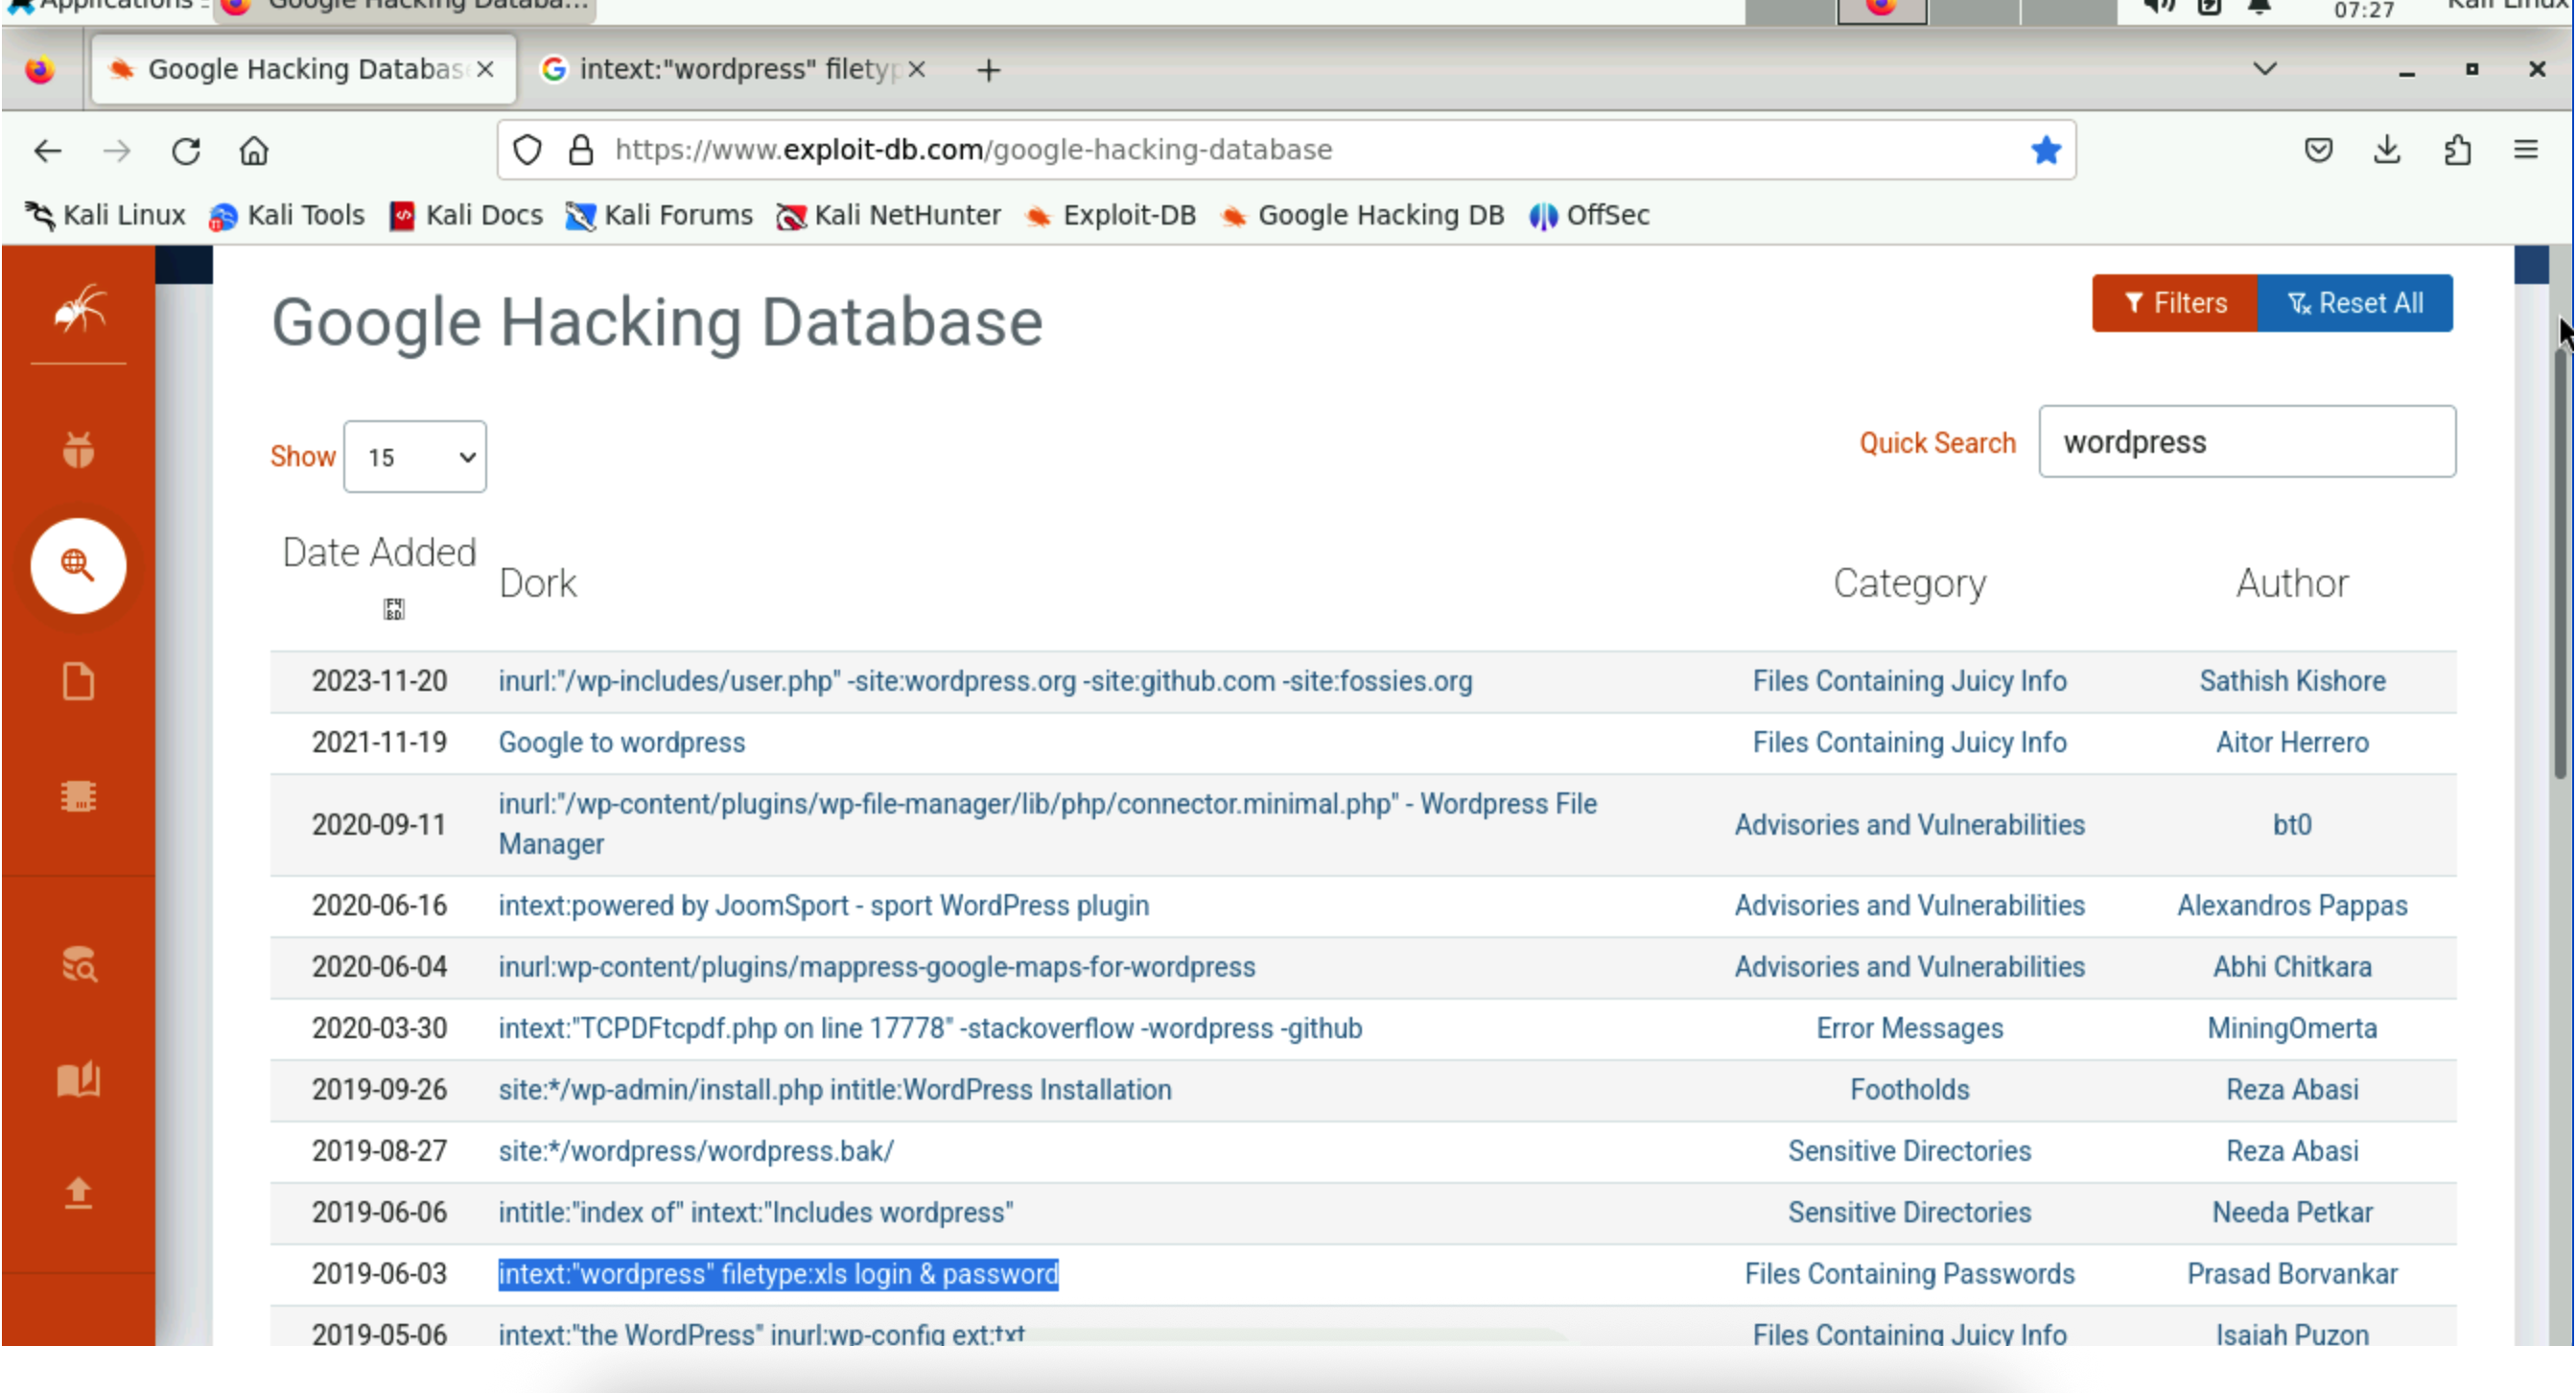 Applications
Google Hacking Databa...
07:27
Kali Linux
Google Hacking Databas
intext:"wordpress" filetyp
https://www.exploit-db.com/google-hacking-database
Kali Linux Kali Tools Kali Docs Kali Forums Kali NetHunter Exploit-DB Google Hacking DB OffSec
Google Hacking Database
Filters Reset All
Show 15
Quick Search wordpress
Date Added Dork Category Author
2023-11-20 inurl:"/wp-includes/user.php" -site:wordpress.org -site:github.com -site:fossies.org Files Containing Juicy Info Sathish Kishore
2021-11-19 Google to wordpress Files Containing Juicy Info Aitor Herrero
2020-09-11 inurl:"/wp-content/plugins/wp-file-manager/lib/php/connector.minimal.php" - Wordpress File
Manager Advisories and Vulnerabilities bt0
2020-06-16 intext:powered by JoomSport - sport WordPress plugin Advisories and Vulnerabilities Alexandros Pappas
2020-06-04 inurl:wp-content/plugins/mappress-google-maps-for-wordpress Advisories and Vulnerabilities Abhi Chitkara
2020-03-30 intext:"TCPDFtcpdf.php on line 17778" -stackoverflow -wordpress -github Error Messages MiningOmerta
2019-09-26 site:*/wp-admin/install.php intitle:WordPress Installation Footholds Reza Abasi
2019-08-27 site:*/wordpress/wordpress.bak/ Sensitive Directories Reza Abasi
2019-06-06 intitle:"index of" intext:"Includes wordpress" Sensitive Directories Needa Petkar
2019-06-03 intext:"wordpress" filetype:xls login & password Files Containing Passwords Prasad Borvankar
2019-05-06 intext:"the WordPress" inurl:wp-config ext:txt Files Containing Juicy Info Isaiah Puzon